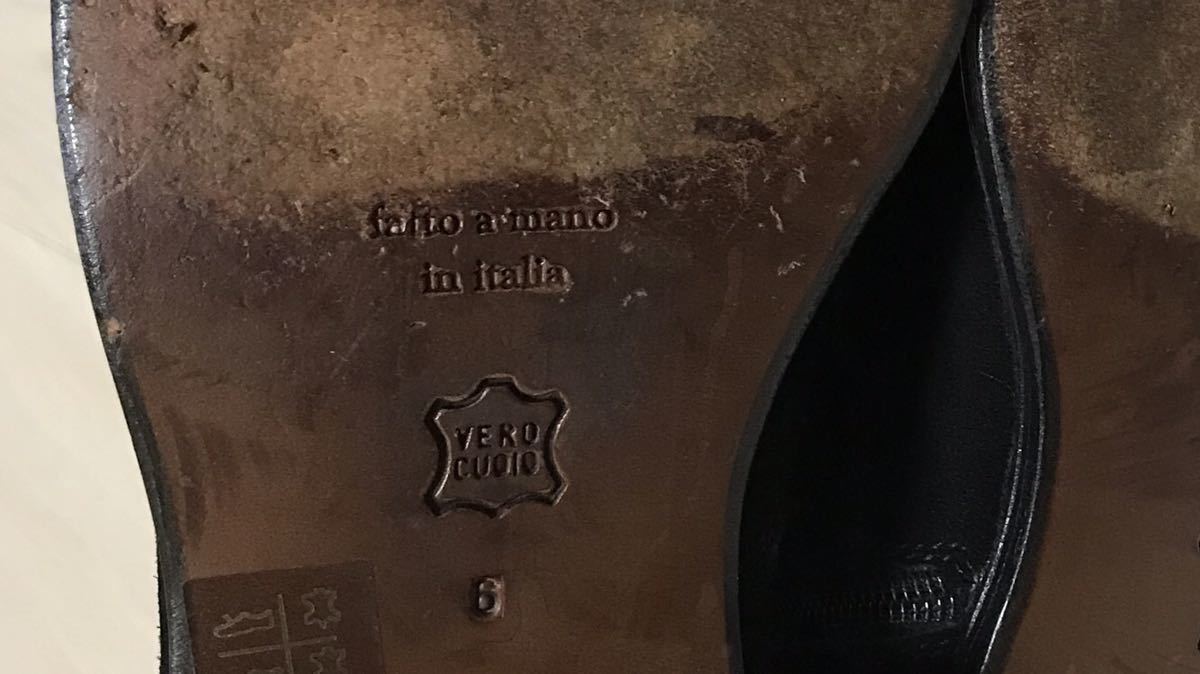 fatto a mano
in italia
VERO
CUOIO
6